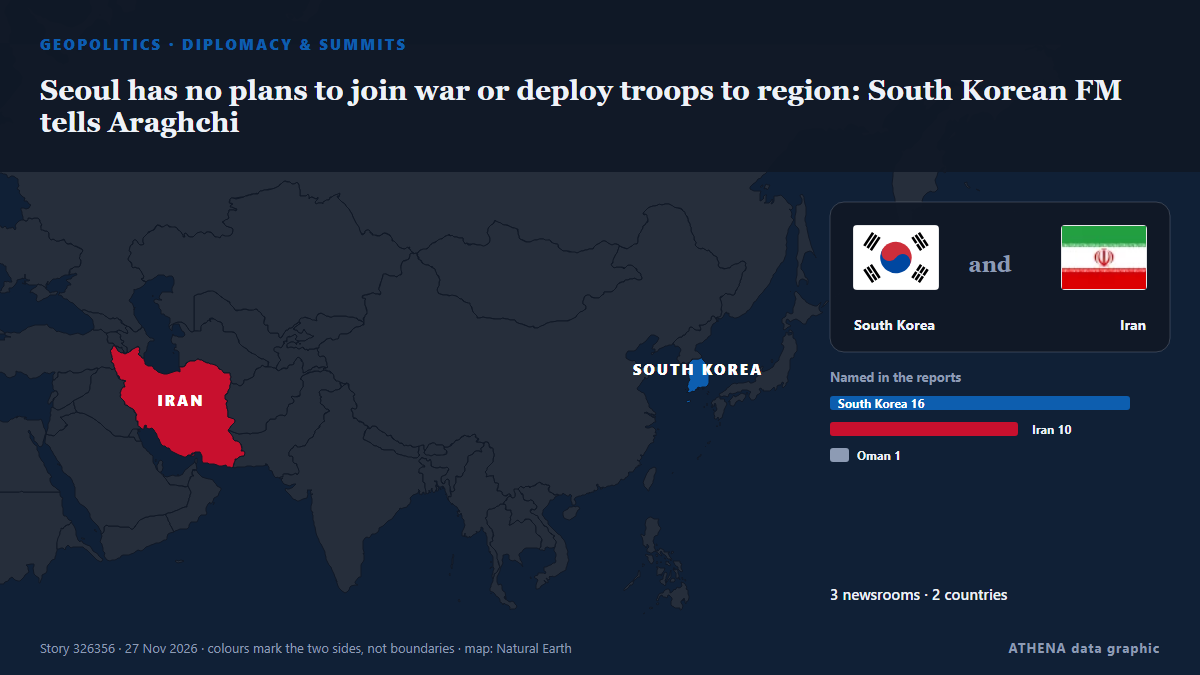 GEOPOLITICS · DIPLOMACY & SUMMITS
Seoul has no plans to join war or deploy troops to region: South Korean FM
tells Araghchi
IRAN
SOUTH KOREA
and
South Korea
Iran
Named in the reports
South Korea 16
Iran 10
Oman 1
3 newsrooms · 2 countries
Story 326356 · 27 Nov 2026 · colours mark the two sides, not boundaries · map: Natural Earth
ATHENA data graphic